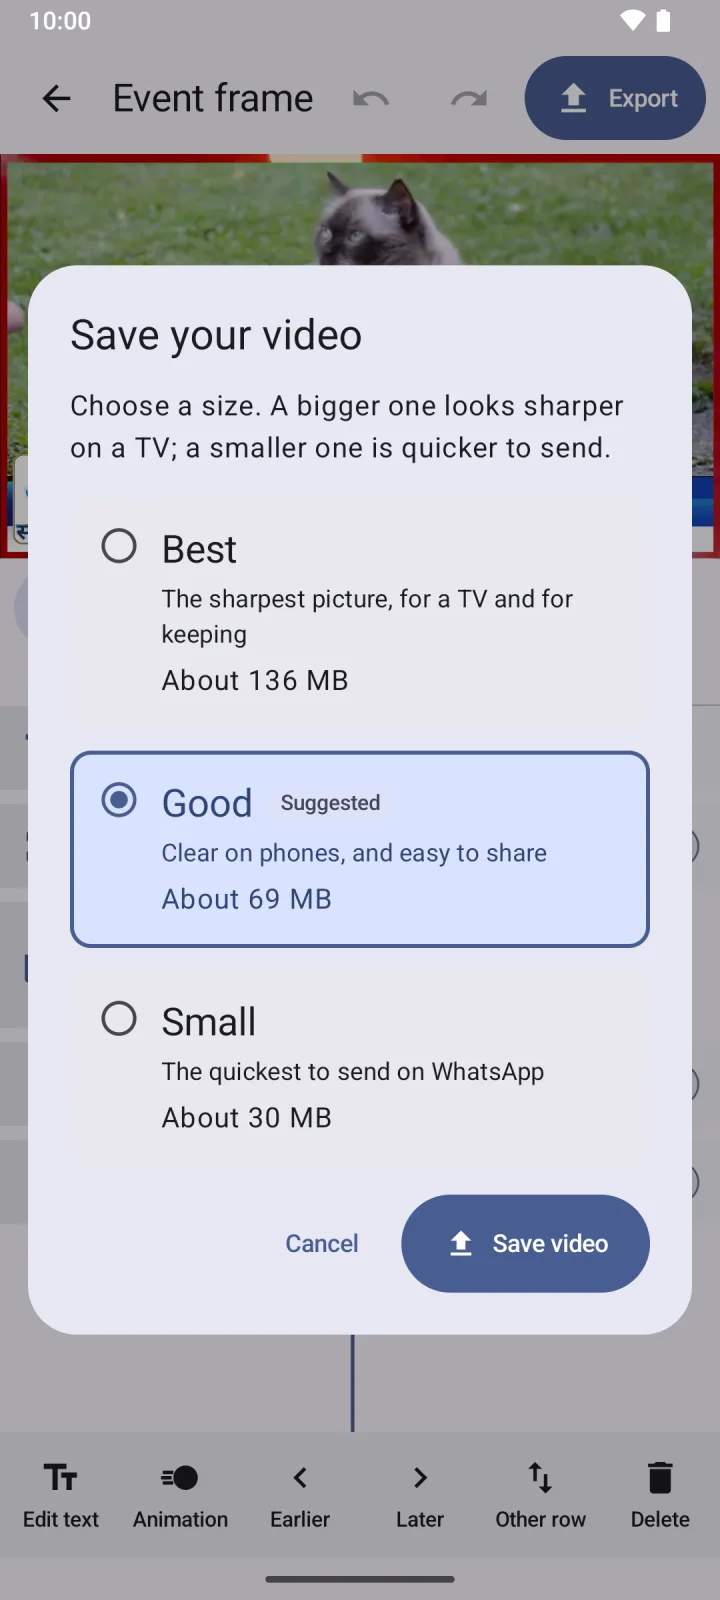 10:00
Event frame
Export
Save your video
Choose a size. A bigger one looks sharper
on a TV; a smaller one is quicker to send.
Best
The sharpest picture, for a TV and for
keeping
About 136 MB
Good Suggested
Clear on phones, and easy to share
About 69 MB
Small
The quickest to send on WhatsApp
About 30 MB
Cancel
Save video
Edit text
Animation
Earlier
Later
Other row
Delete